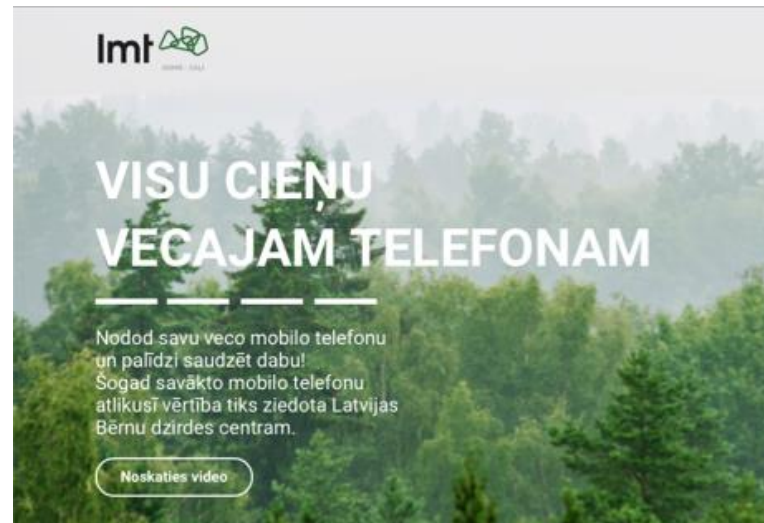 lmt
VISU CIEŅU
VECAJAM TELEFONAM
Nodod savu veco mobilo telefonu
un palīdzi saudzēt dabu!
Šogad savākto mobilo telefonu
atlikusī vērtība tiks ziedota Latvijas
Bērnu dzirdes centram.
Noskaties video